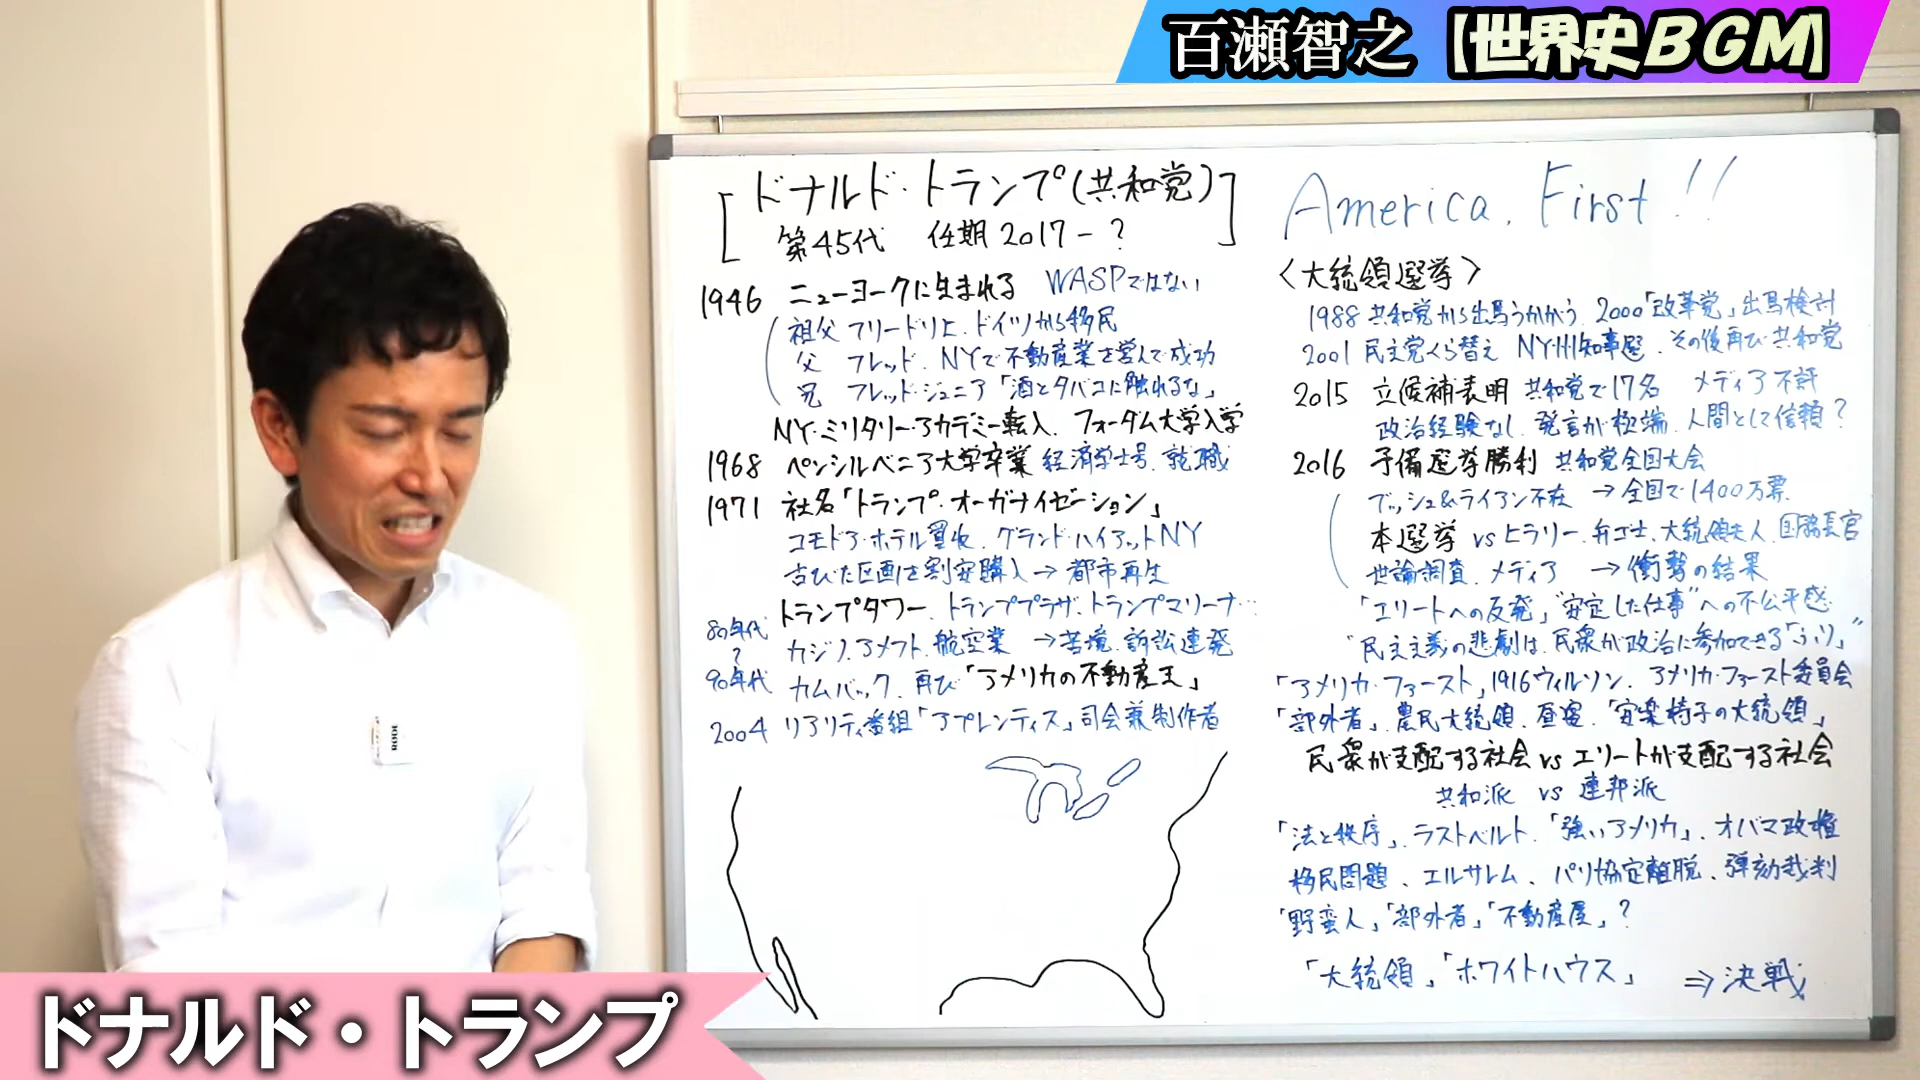 百瀬智之【世界史BGM】
[ドナルド・トランプ(共和党)]
第45代 任期2017-?
1946 ニューヨークに生まれる WASPではない
祖父 フリードリヒ.ドイツから移民
父 フレッド.NYで不動産業を営んで成功
兄 フレッド・ジュニア「酒とタバコに触れるな」
NY・ミリタリー・アカデミー転入.フォーダム大学入学
1968 ペンシルベニア大学卒業 経済学士号.就職
1971 社名「トランプ・オーガナイゼーション」
コモドア・ホテル買収.グランド・ハイアットNY
古びた区画を割安購入→都市再生
トランプタワー.トランププラザ.トランプマリーナ…
80年代
?
90年代
カジノ.アメフト.航空業 →苦境.訴訟連発
カムバック.再び「アメリカの不動産王」
2004 リアリティ番組「アプレンティス」司会兼制作者
America. First!!
〈大統領選挙〉
1988 共和党から出馬うかがう.2000「改革党」出馬検討
2001 民主党くら替え NY州知事選.その後再び共和党
2015 立候補表明 共和党で17名 メディア不評
政治経験なし.発言が極端.人間として信頼?
2016 予備選挙勝利 共和党全国大会
ブッシュ&ライアン不在 →全国で1400万票.
本選挙 vs ヒラリー.弁ゴ士.大統領夫人.国務長官
世論調査.メディア →衝撃の結果
「エリートへの反発」"安定した仕事"への不公平感.
"民主主義の悲劇は.民衆が政治に参加できる「ふり」"
「アメリカ・ファースト」1916ウィルソン.アメリカ・ファースト委員会
「部外者」.農民大統領.昼寝.「安楽椅子の大統領」
民衆が支配する社会 vs エリートが支配する社会
共和派 vs 連邦派
「法と秩序」.ラストベルト.「強いアメリカ」.オバマ政権
移民問題、エルサレム、パリ協定離脱.弾劾裁判
「野蛮人」「部外者」「不動産屋」?
「大統領」「ホワイトハウス」 ⇒決戦
RODE
ドナルド・トランプ